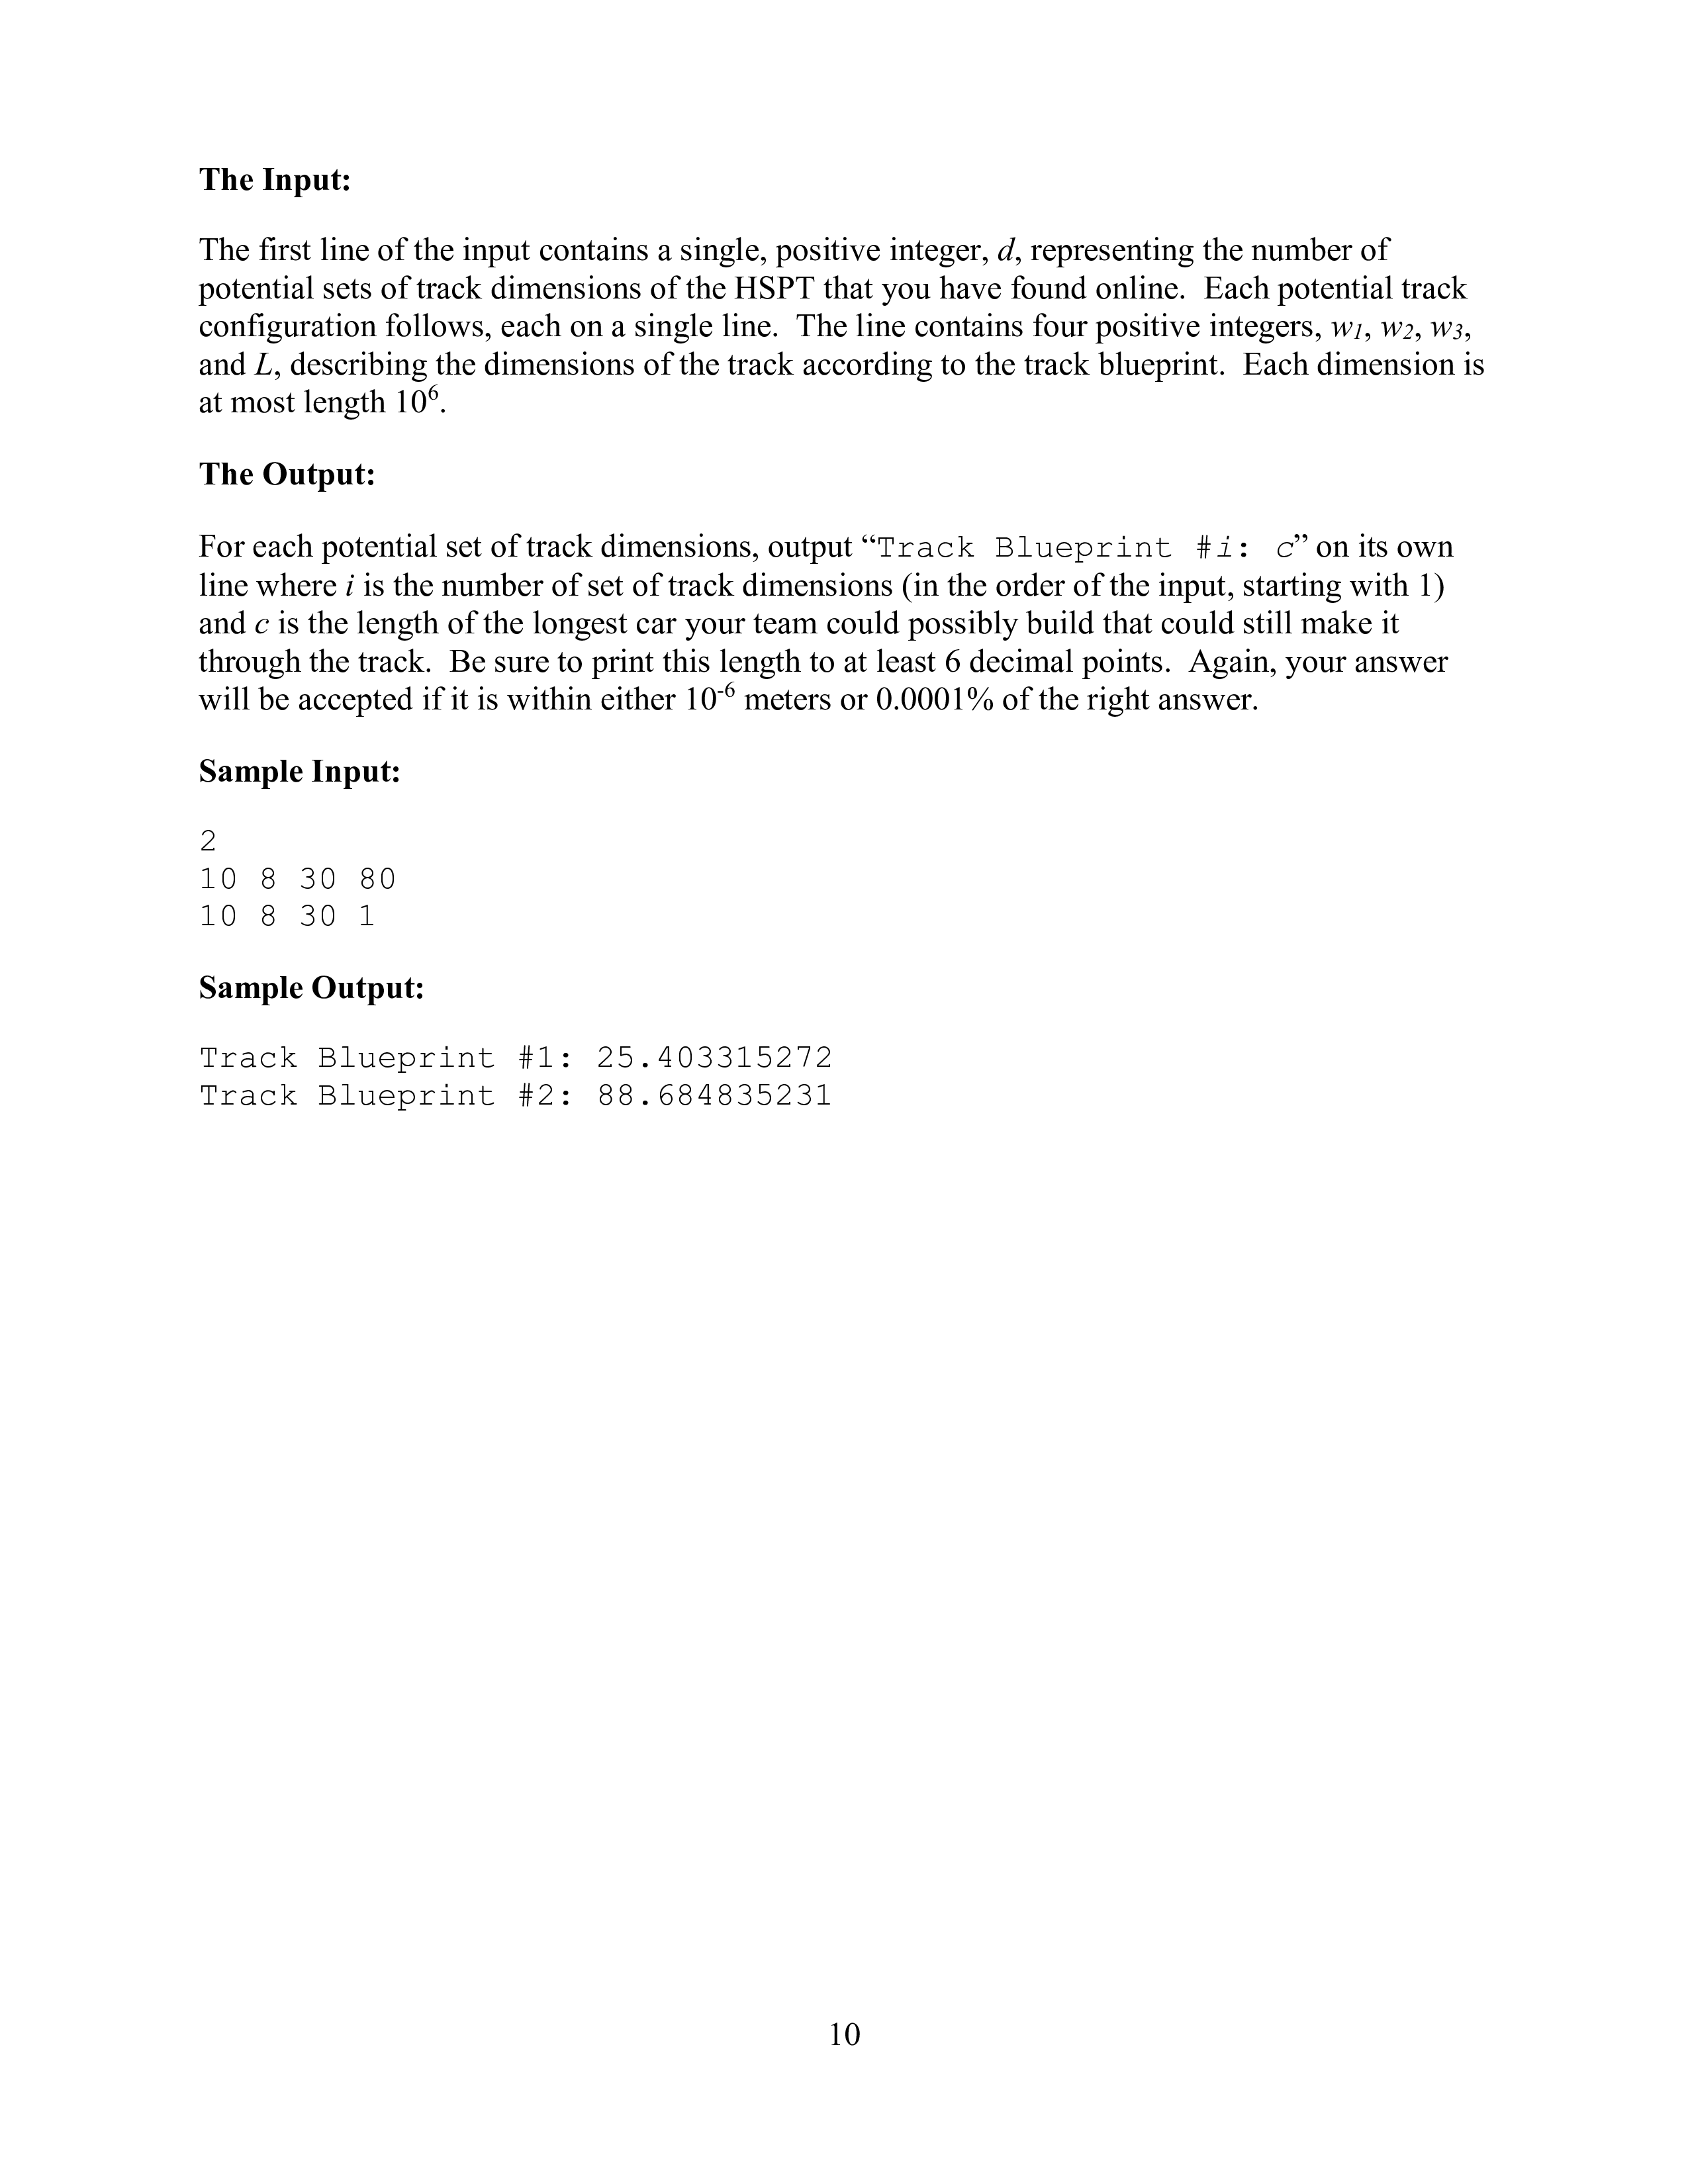 The Input:
The first line of the input contains a single, positive integer, d, representing the number of
potential sets of track dimensions of the HSPT that you have found online.  Each potential track
configuration follows, each on a single line.  The line contains four positive integers, w1, w2, w3,
and L, describing the dimensions of the track according to the track blueprint.  Each dimension is
at most length 10^6.
The Output:
For each potential set of track dimensions, output “Track Blueprint #i: c” on its own
line where i is the number of set of track dimensions (in the order of the input, starting with 1)
and c is the length of the longest car your team could possibly build that could still make it
through the track.  Be sure to print this length to at least 6 decimal points.  Again, your answer
will be accepted if it is within either 10^-6 meters or 0.0001% of the right answer.
Sample Input:
2
10 8 30 80
10 8 30 1
Sample Output:
Track Blueprint #1: 25.403315272
Track Blueprint #2: 88.684835231
10